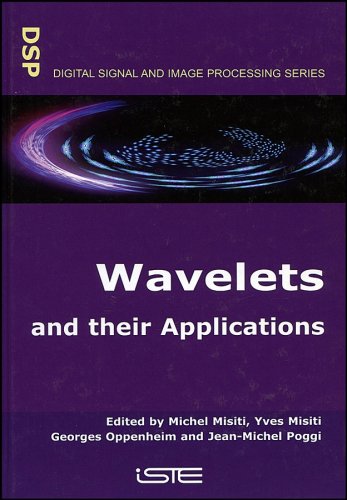 DSP
DIGITAL SIGNAL AND IMAGE PROCESSING SERIES
Wavelets
and their Applications
Edited by Michel Misiti, Yves Misiti
Georges Oppenheim and Jean-Michel Poggi
iSTE